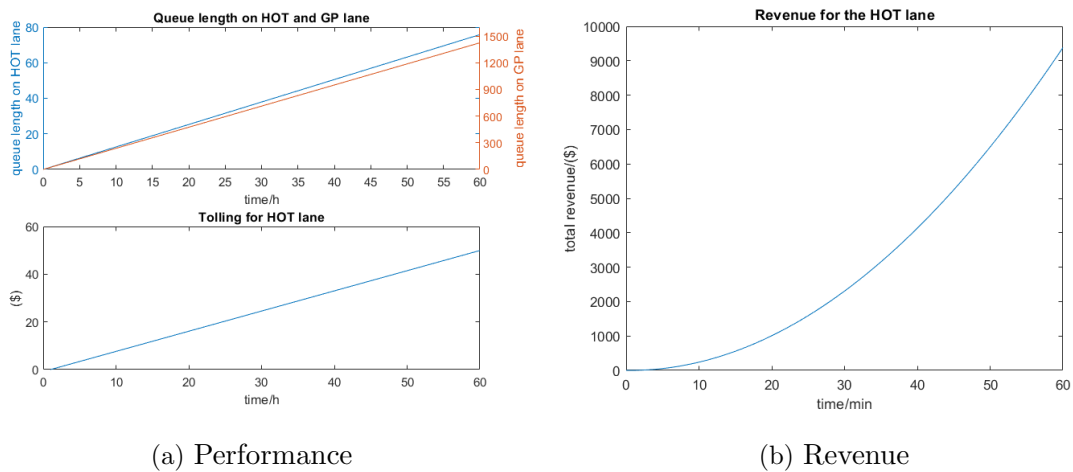 Queue length on HOT and GP lane
queue length on HOT lane
80
60
40
20
0
1500
1200
900
600
300
0
queue length on GP lane
0 5 10 15 20 25 30 35 40 45 50 55 60
time/h
Tolling for HOT lane
($)
60
40
20
0
0 10 20 30 40 50 60
time/h
(a) Performance
Revenue for the HOT lane
total revenue/($)
10000
9000
8000
7000
6000
5000
4000
3000
2000
1000
0
0 10 20 30 40 50 60
time/min
(b) Revenue